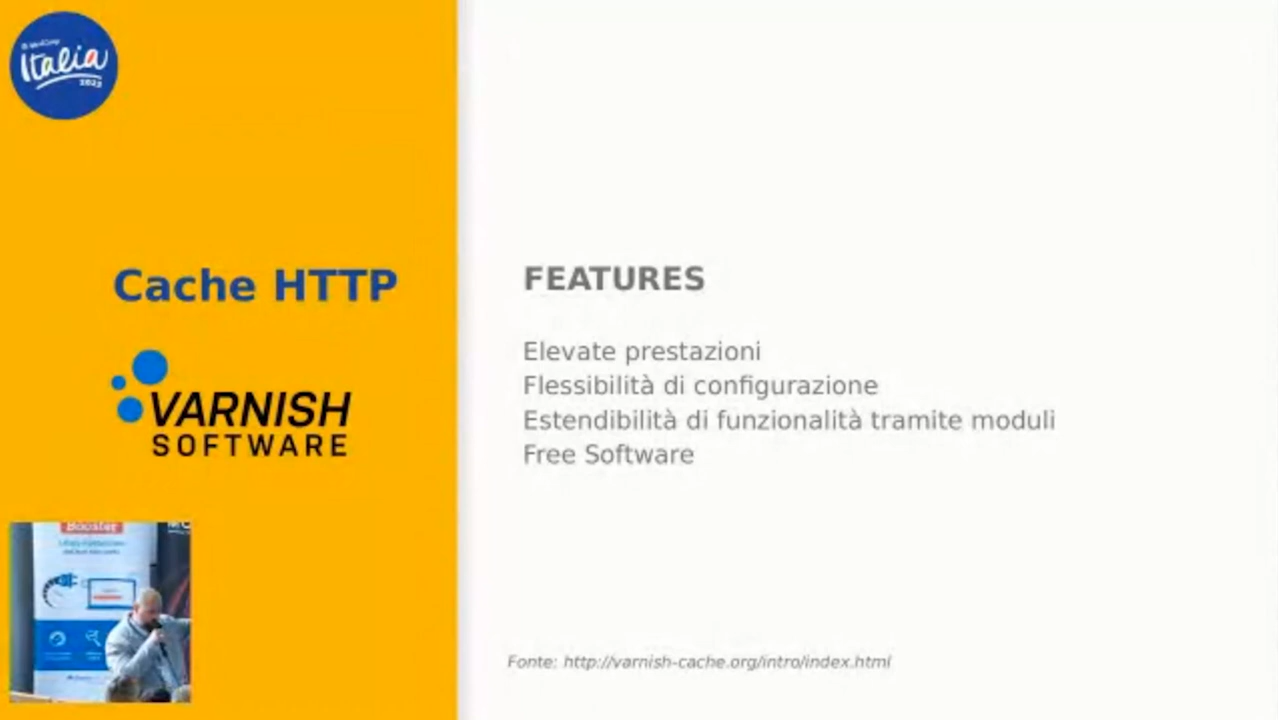 Italia
2023
Cache HTTP
VARNISH
SOFTWARE
FEATURES
Elevate prestazioni
Flessibilità di configurazione
Estendibilità di funzionalità tramite moduli
Free Software
Booster
Fonte: http://varnish-cache.org/intro/index.html